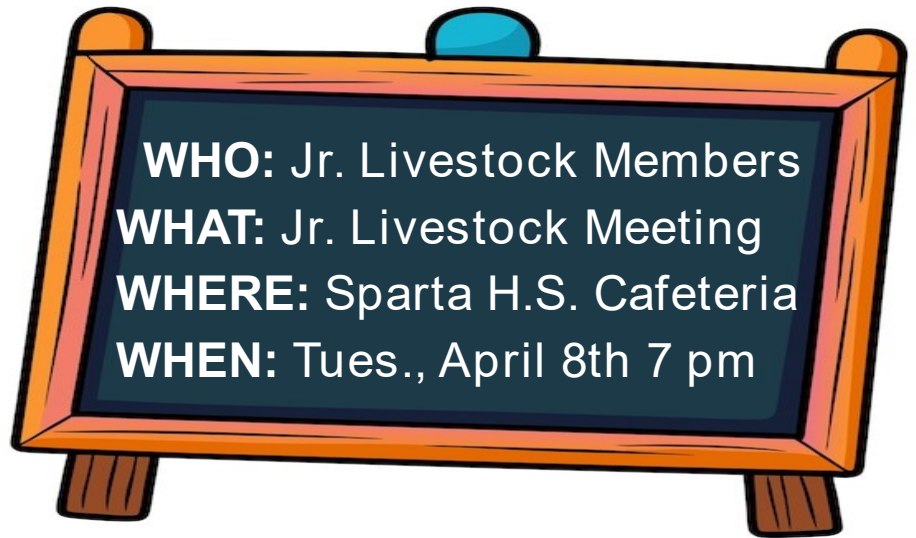 WHO: Jr. Livestock Members
WHAT: Jr. Livestock Meeting
WHERE: Sparta H.S. Cafeteria
WHEN: Tues., April 8th 7 pm